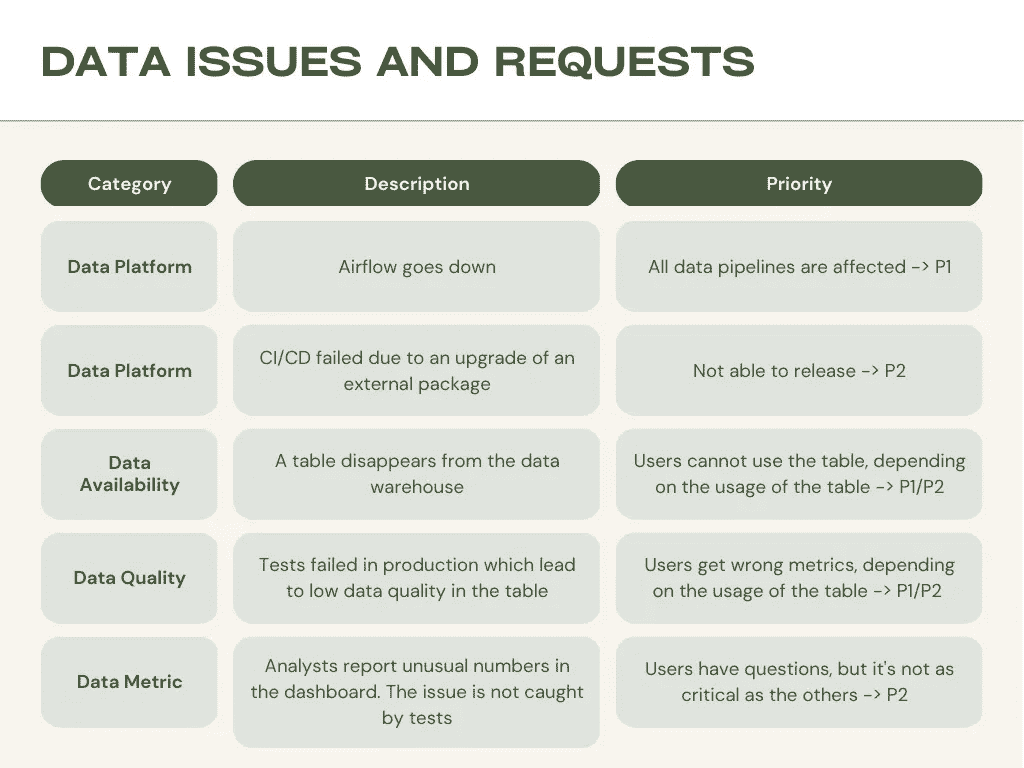 DATA ISSUES AND REQUESTS
Category
Description
Priority
Data Platform
Airflow goes down
All data pipelines are affected -> P1
Data Platform
CI/CD failed due to an upgrade of an
external package
Not able to release -> P2
Data
Availability
A table disappears from the data
warehouse
Users cannot use the table, depending
on the usage of the table -> P1/P2
Data Quality
Tests failed in production which lead
to low data quality in the table
Users get wrong metrics, depending
on the usage of the table -> P1/P2
Data Metric
Analysts report unusual numbers in
the dashboard. The issue is not caught
by tests
Users have questions, but it's not as
critical as the others -> P2